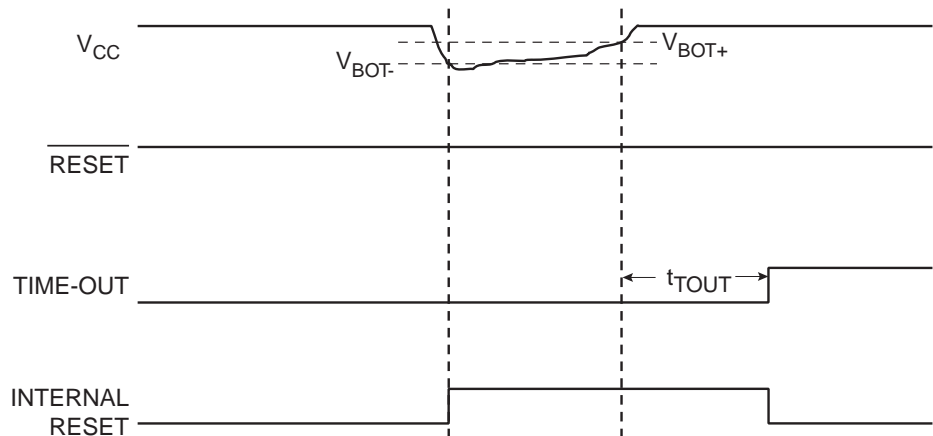 V_CC
V_BOT-
V_BOT+
RESET
TIME-OUT
t_TOUT
INTERNAL
RESET